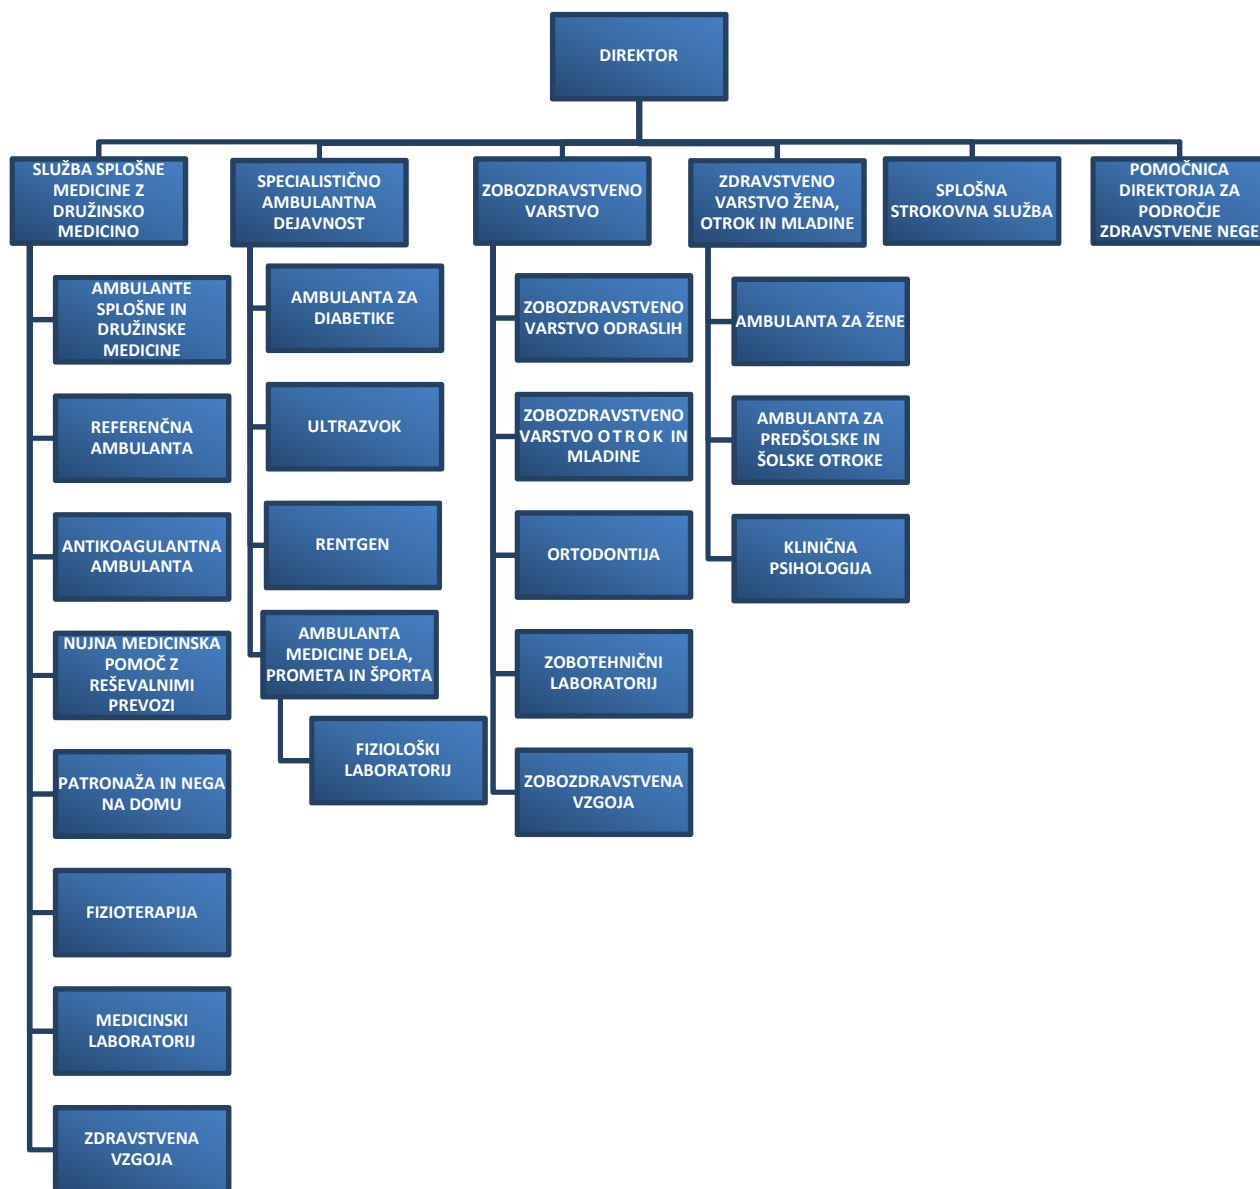 DIREKTOR
SLUŽBA SPLOŠNE
MEDICINE Z
DRUŽINSKO
MEDICINO
SPECIALISTIČNO
AMBULANTNA
DEJAVNOST
ZOBOZDRAVSTVENO
VARSTVO
ZDRAVSTVENO
VARSTVO ŽENA,
OTROK IN MLADINE
SPLOŠNA
STROKOVNA SLUŽBA
POMOČNICA
DIREKTORJA ZA
PODROČJE
ZDRAVSTVENE NEGE
AMBULANTE
SPLOŠNE IN
DRUŽINSKE
MEDICINE
REFERENČNA
AMBULANTA
ANTIKOAGULANTNA
AMBULANTA
NUJNA MEDICINSKA
POMOČ Z
REŠEVALNIMI
PREVOZI
PATRONAŽA IN NEGA
NA DOMU
FIZIOTERAPIJA
MEDICINSKI
LABORATORIJ
ZDRAVSTVENA
VZGOJA
AMBULANTA ZA
DIABETIKE
ULTRAZVOK
RENTGEN
AMBULANTA
MEDICINE DELA,
PROMETA IN ŠPORTA
FIZIOLOŠKI
LABORATORIJ
ZOBOZDRAVSTVENO
VARSTVO ODRASLIH
ZOBOZDRAVSTVENO
VARSTVO O T R O K IN
MLADINE
ORTODONTIJA
ZOBOTEHNIČNI
LABORATORIJ
ZOBOZDRAVSTVENA
VZGOJA
AMBULANTA ZA ŽENE
AMBULANTA ZA
PREDŠOLSKE IN
ŠOLSKE OTROKE
KLINIČNA
PSIHOLOGIJA